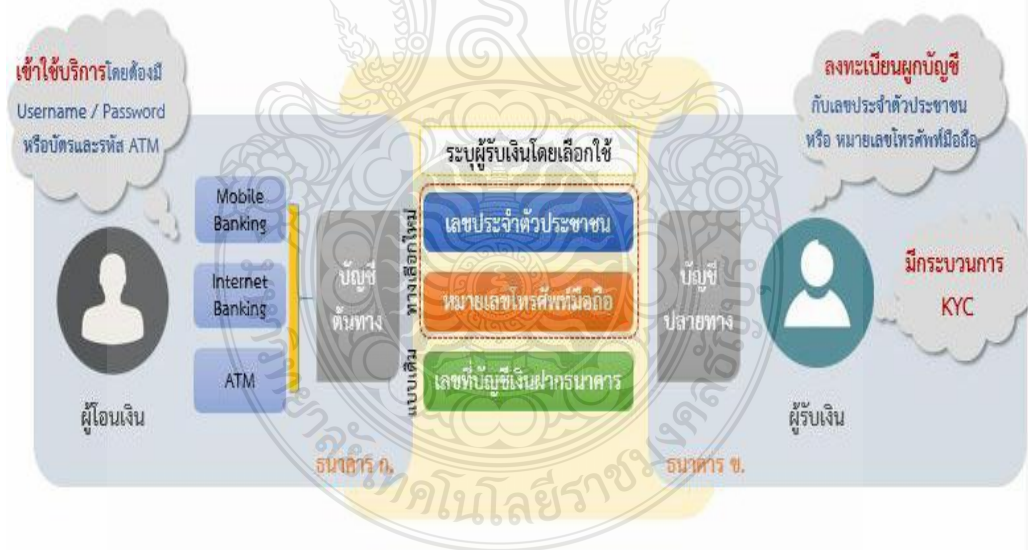 เข้าใช้บริการโดยต้องมี
Username / Password
หรือบัตรและรหัส ATM
ลงทะเบียนผูกบัญชี
กับเลขประจำตัวประชาชน
หรือ หมายเลขโทรศัพท์มือถือ
ระบุผู้รับเงินโดยเลือกใช้
Mobile
Banking
Internet
Banking
ATM
บัญชี
ต้นทาง
ทางเลือกใหม่
เลขประจำตัวประชาชน
หมายเลขโทรศัพท์มือถือ
แบบเดิม
เลขที่บัญชีเงินฝากธนาคาร
บัญชี
ปลายทาง
มีกระบวนการ
KYC
ผู้โอนเงิน
ผู้รับเงิน
ธนาคาร ก.
ธนาคาร ข.